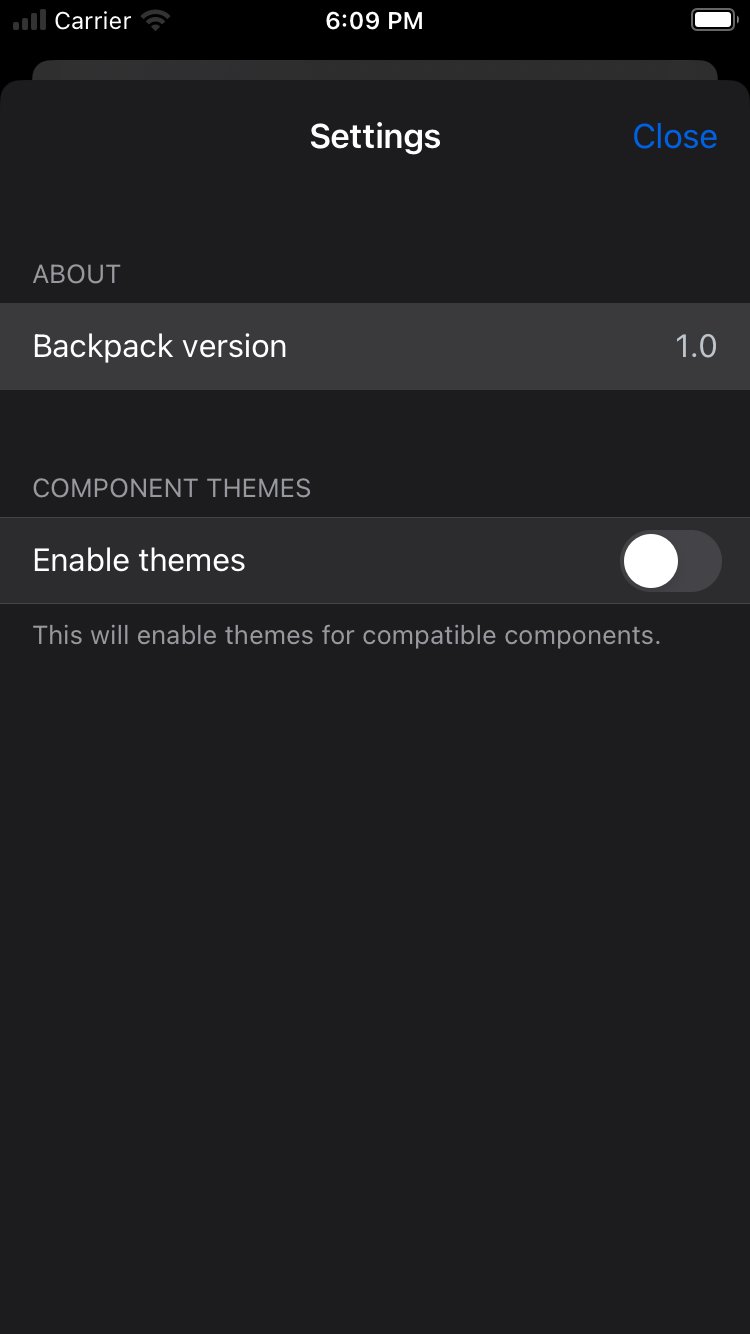 Carrier 6:09 PM
Settings Close
ABOUT
Backpack version 1.0
COMPONENT THEMES
Enable themes
This will enable themes for compatible components.